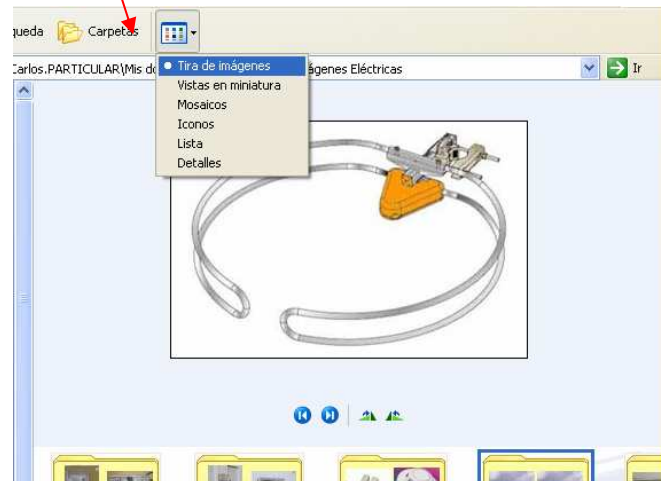 queda Carpetas
Carlos.PARTICULAR\Mis do ágenes Eléctricas Ir
Tira de imágenes
Vistas en miniatura
Mosaicos
Iconos
Lista
Detalles